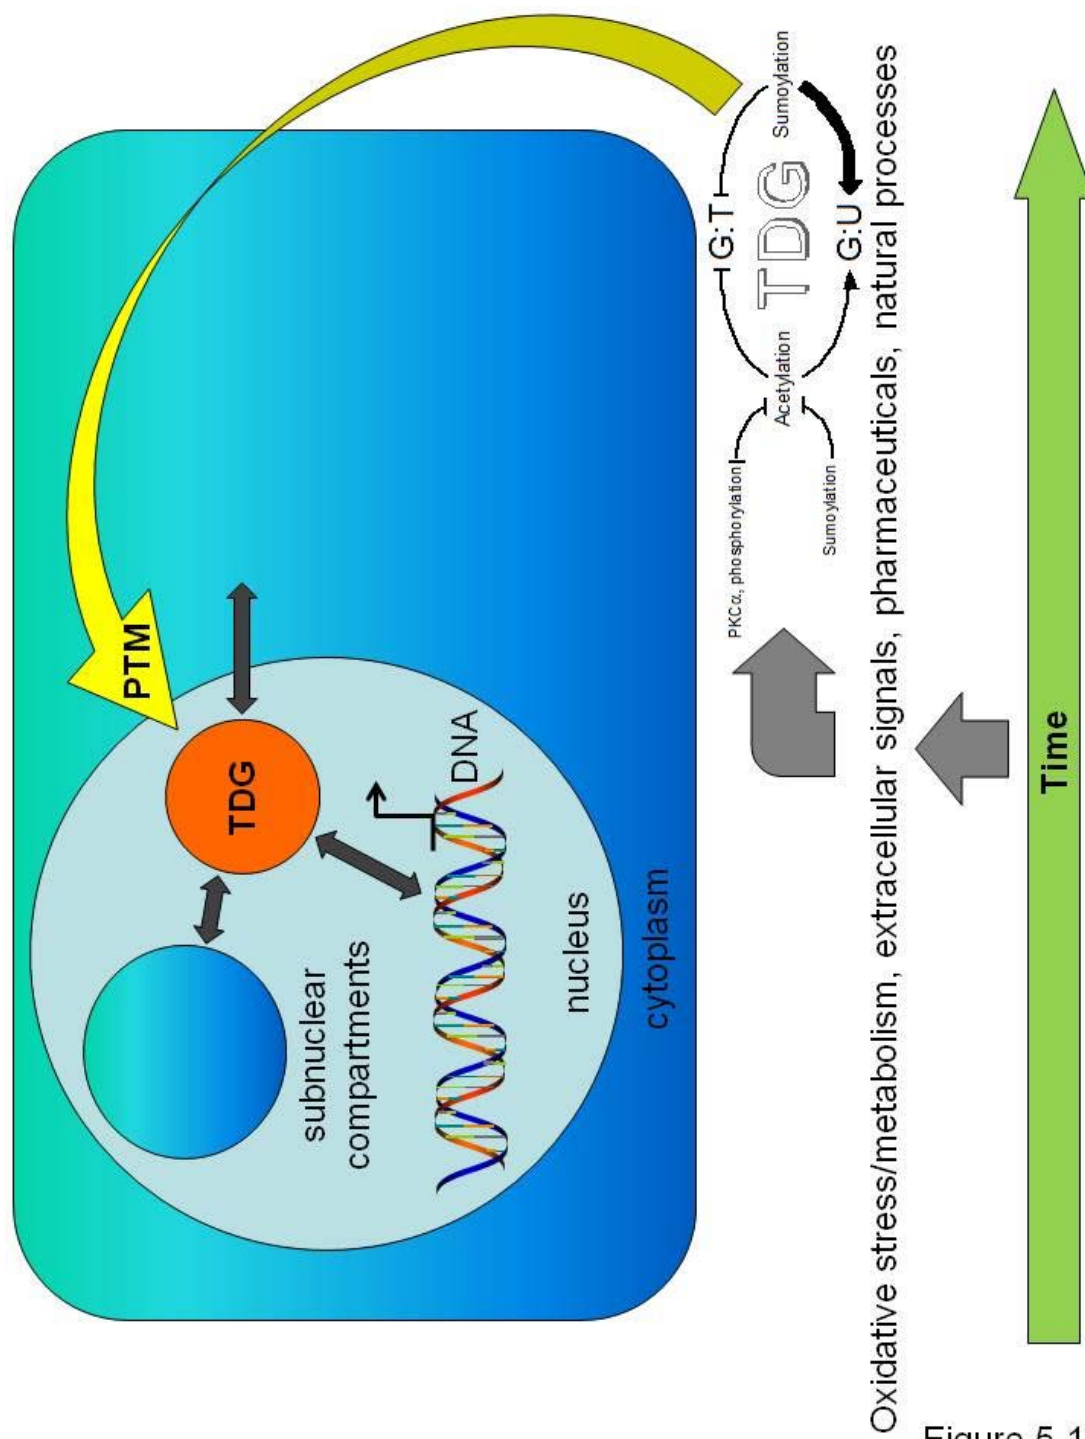 PTM
TDG
DNA
subnuclear
compartments
nucleus
cytoplasm
PKCα, phosphorylation
Sumoylation
Acetylation
G:T
TDG
G:U
Sumoylation
Oxidative stress/metabolism, extracellular signals, pharmaceuticals, natural processes
Time
Figure 5.1